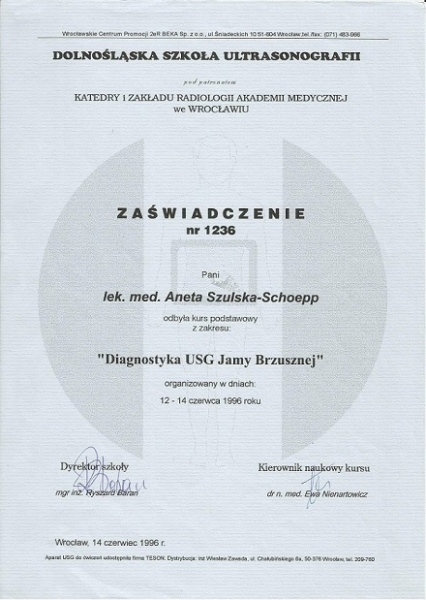 Wrocławskie Centrum Promocji 2eR BEKA Sp. z o.o., ul.Śniadeckich 10 51-604 Wrocław,tel./fax: (071) 483-966
DOLNOŚLĄSKA SZKOŁA ULTRASONOGRAFII
pod patronatem
KATEDRY i ZAKŁADU RADIOLOGII AKADEMII MEDYCZNEJ
we WROCŁAWIU
ZAŚWIADCZENIE
nr 1236
Pani
lek. med. Aneta Szulska-Schoepp
odbyła kurs podstawowy
z zakresu:
"Diagnostyka USG Jamy Brzusznej"
organizowany w dniach:
12 - 14 czerwca 1996 roku
Dyrektor szkoły
mgr inż. Ryszard Baran
Kierownik naukowy kursu
dr n. med. Ewa Nienartowicz
Wrocław, 14 czerwiec 1996 r.
Aparat USG do ćwiczeń udostępniła firma TESON. Dystrybucja: inż Wiesław Zaweda, ul. Chałubińskiego 8a, 50-376 Wrocław, tel. 209-760